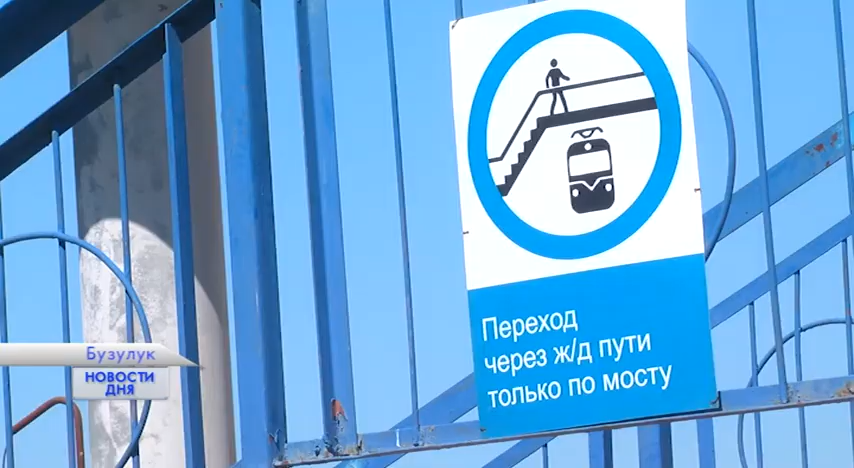 Переход
через ж/д пути
только по мосту
Бузулук
НОВОСТИ
ДНЯ